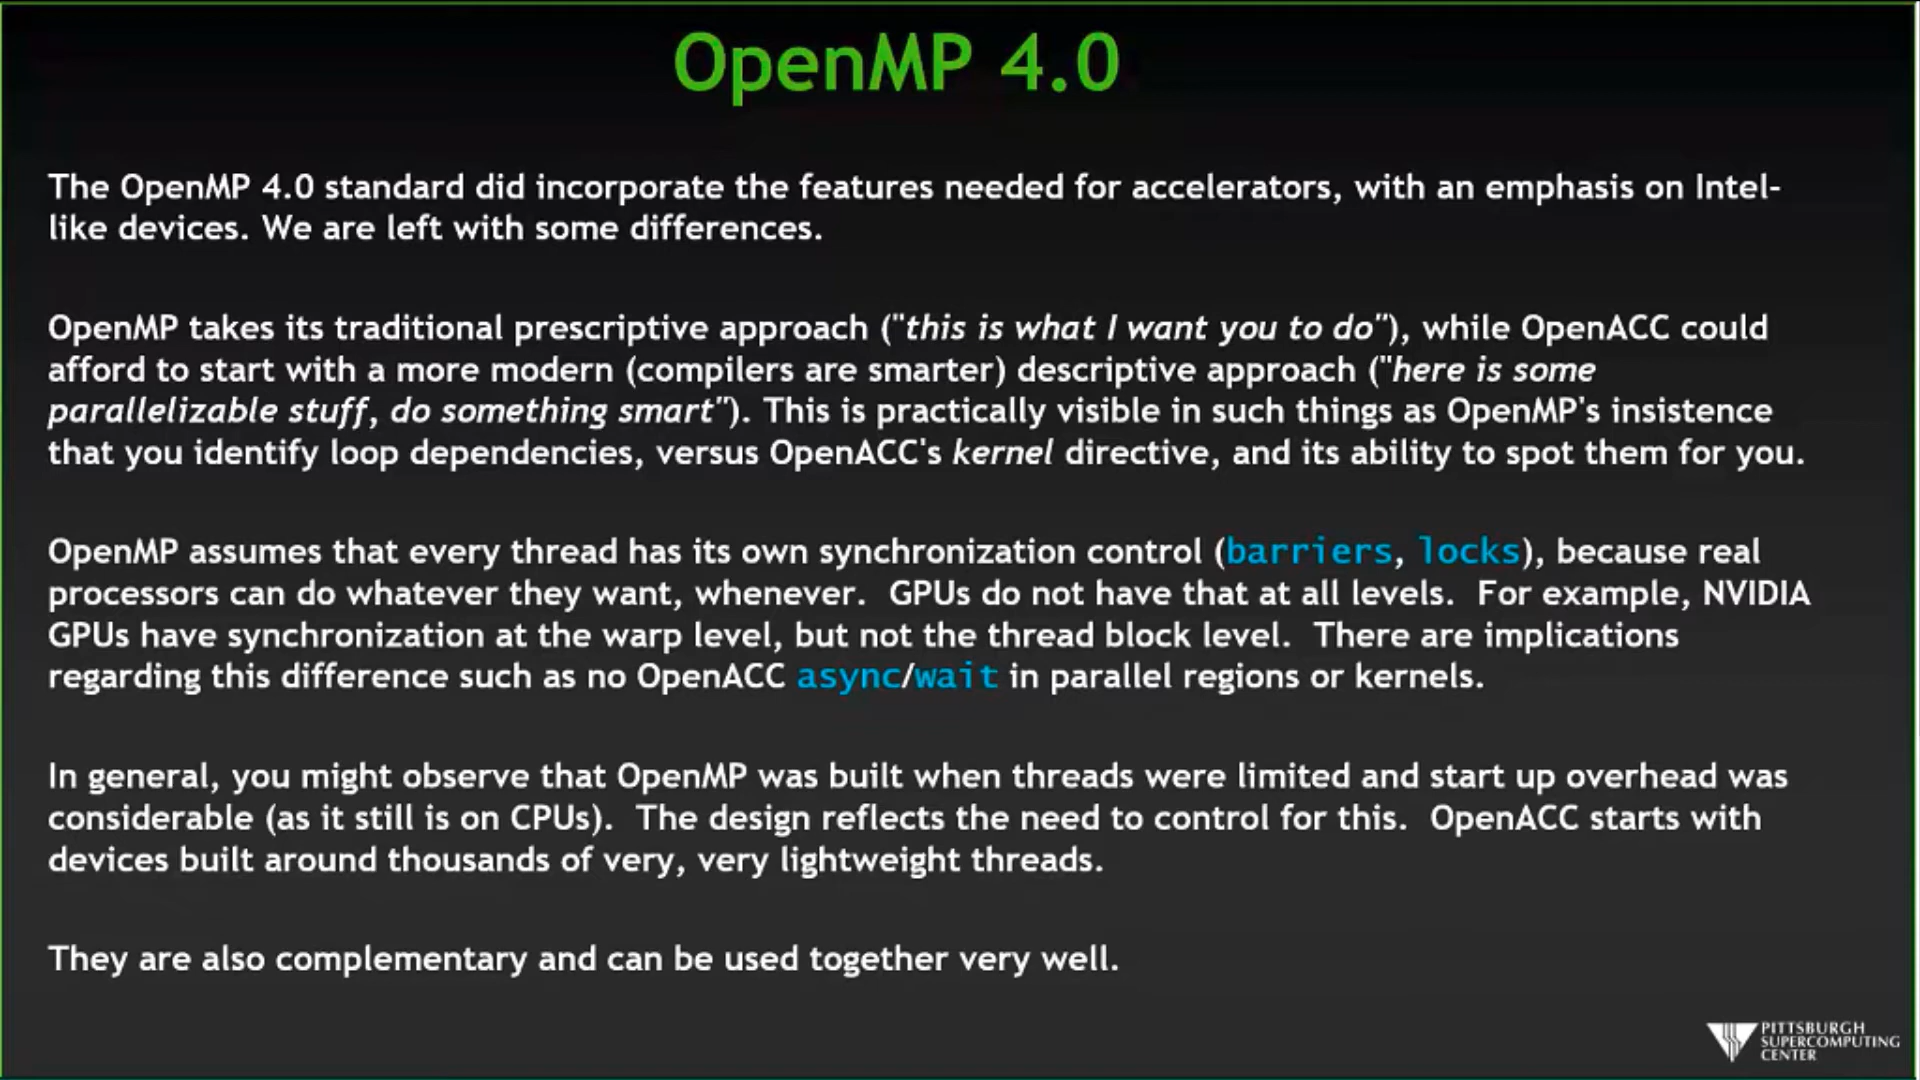 OpenMP 4.0
The OpenMP 4.0 standard did incorporate the features needed for accelerators, with an emphasis on Intel-
like devices. We are left with some differences.
OpenMP takes its traditional prescriptive approach ("this is what I want you to do"), while OpenACC could
afford to start with a more modern (compilers are smarter) descriptive approach ("here is some
parallelizable stuff, do something smart"). This is practically visible in such things as OpenMP's insistence
that you identify loop dependencies, versus OpenACC's kernel directive, and its ability to spot them for you.
OpenMP assumes that every thread has its own synchronization control (barriers, locks), because real
processors can do whatever they want, whenever.  GPUs do not have that at all levels.  For example, NVIDIA
GPUs have synchronization at the warp level, but not the thread block level.  There are implications
regarding this difference such as no OpenACC async/wait in parallel regions or kernels.
In general, you might observe that OpenMP was built when threads were limited and start up overhead was
considerable (as it still is on CPUs).  The design reflects the need to control for this.  OpenACC starts with
devices built around thousands of very, very lightweight threads.
They are also complementary and can be used together very well.
PITTSBURGH
SUPERCOMPUTING
CENTER